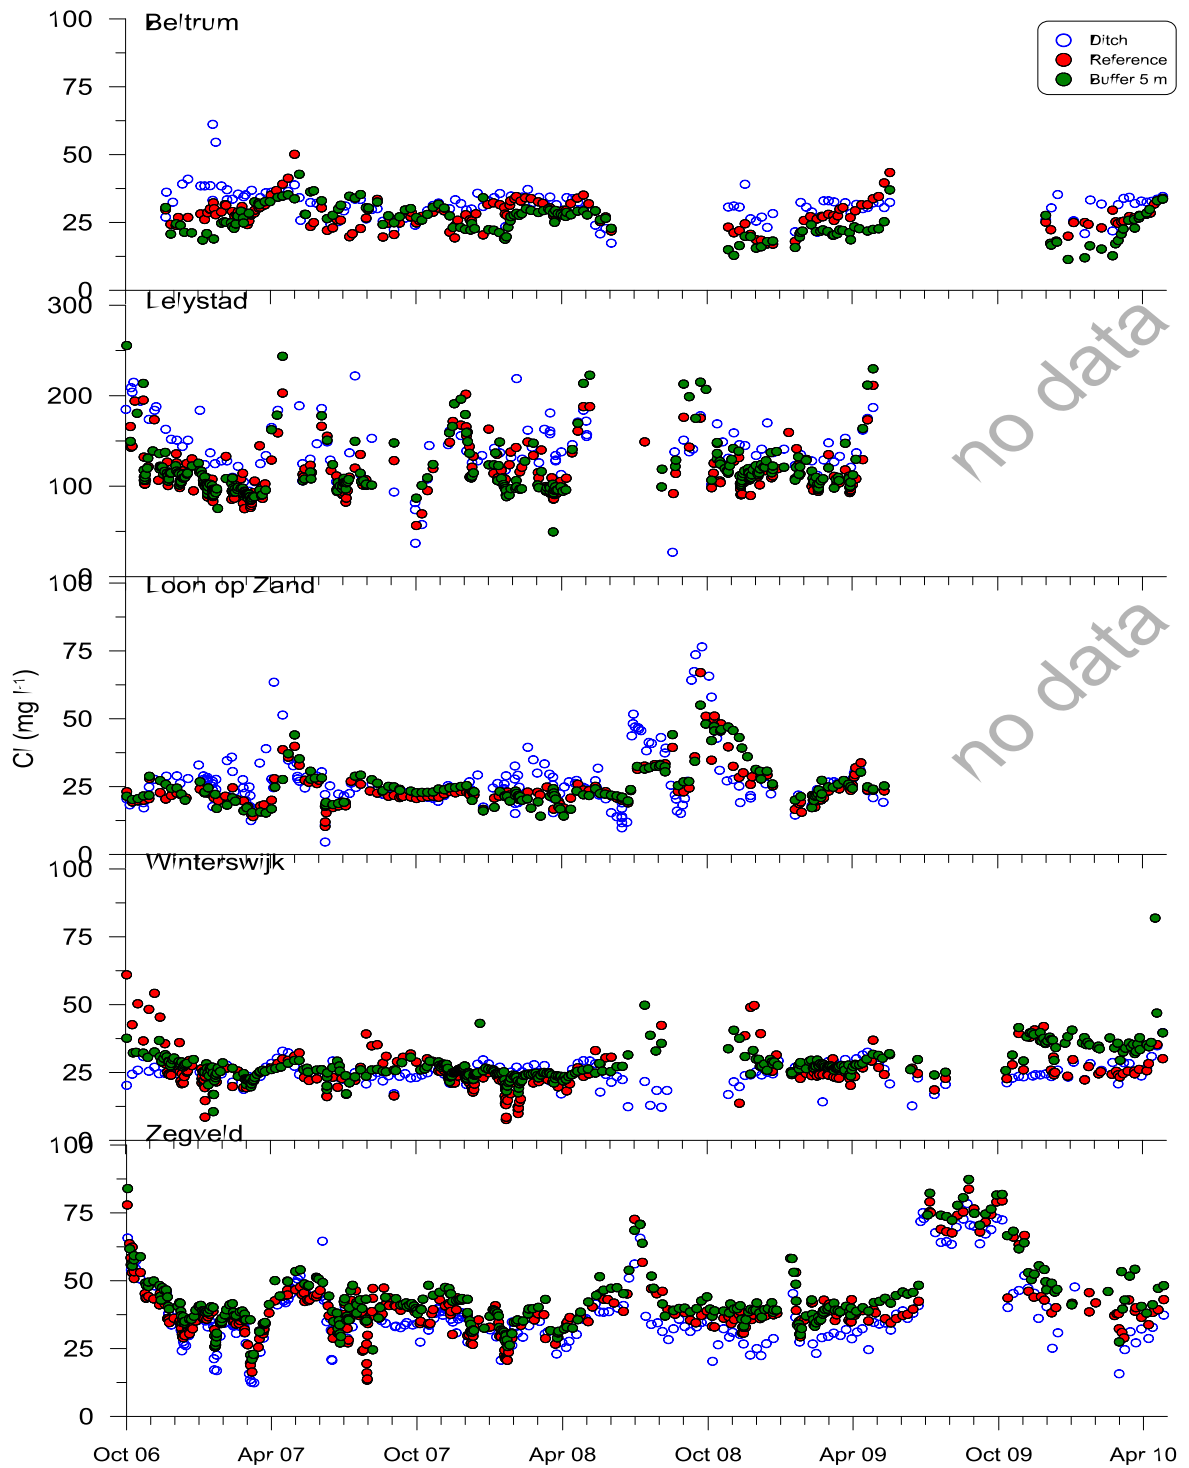 Beltrum
Ditch
Reference
Buffer 5 m
100
75
50
25
0
Lelystad
300
200
100
0
no data
Loon op Zand
100
75
50
25
0
no data
Cl (mg l-1)
Winterswijk
100
75
50
25
0
Zegveld
100
75
50
25
0
Oct 06 Apr 07 Oct 07 Apr 08 Oct 08 Apr 09 Oct 09 Apr 10